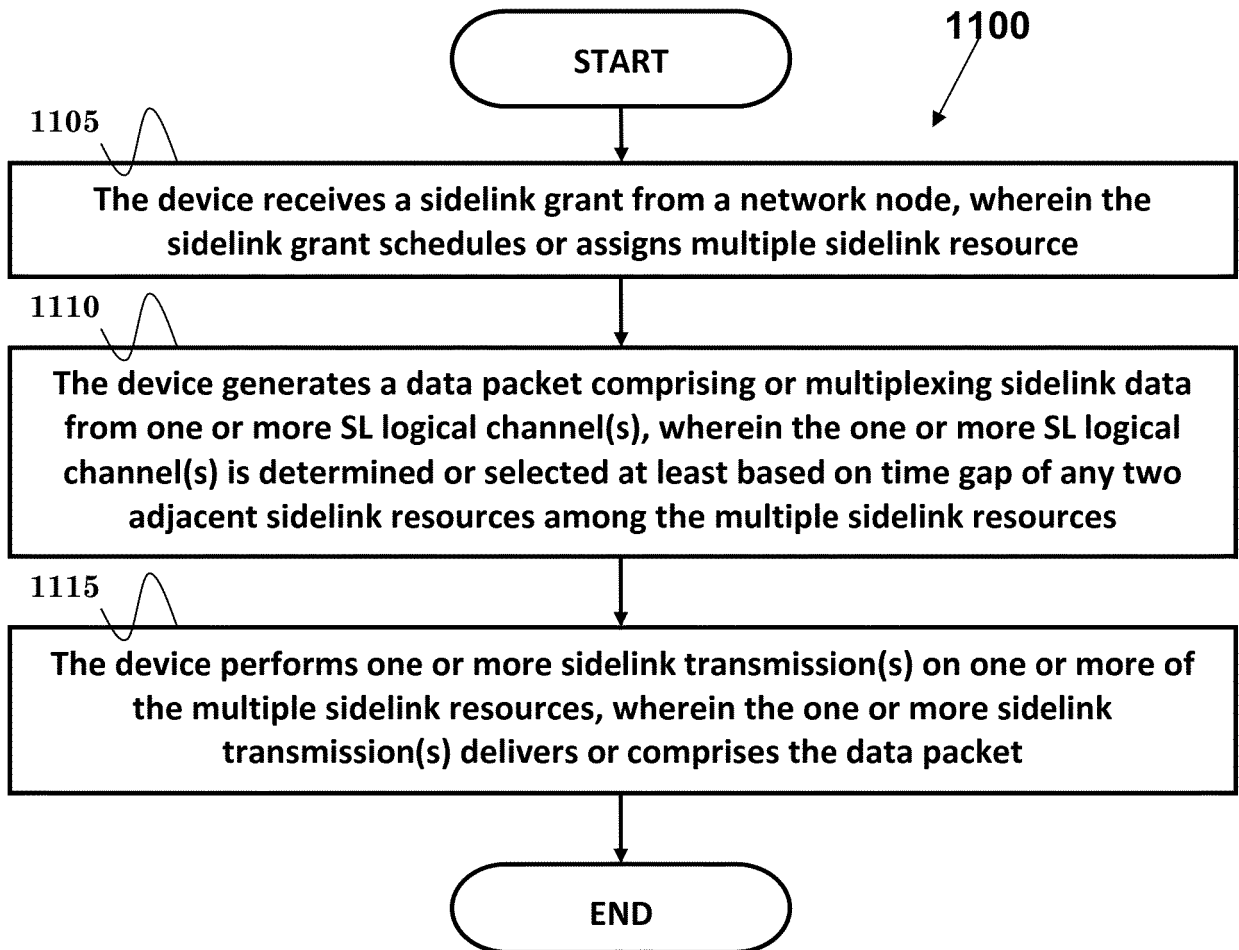 START
1100
1105
The device receives a sidelink grant from a network node, wherein the
sidelink grant schedules or assigns multiple sidelink resource
1110
The device generates a data packet comprising or multiplexing sidelink data
from one or more SL logical channel(s), wherein the one or more SL logical
channel(s) is determined or selected at least based on time gap of any two
adjacent sidelink resources among the multiple sidelink resources
1115
The device performs one or more sidelink transmission(s) on one or more of
the multiple sidelink resources, wherein the one or more sidelink
transmission(s) delivers or comprises the data packet
END